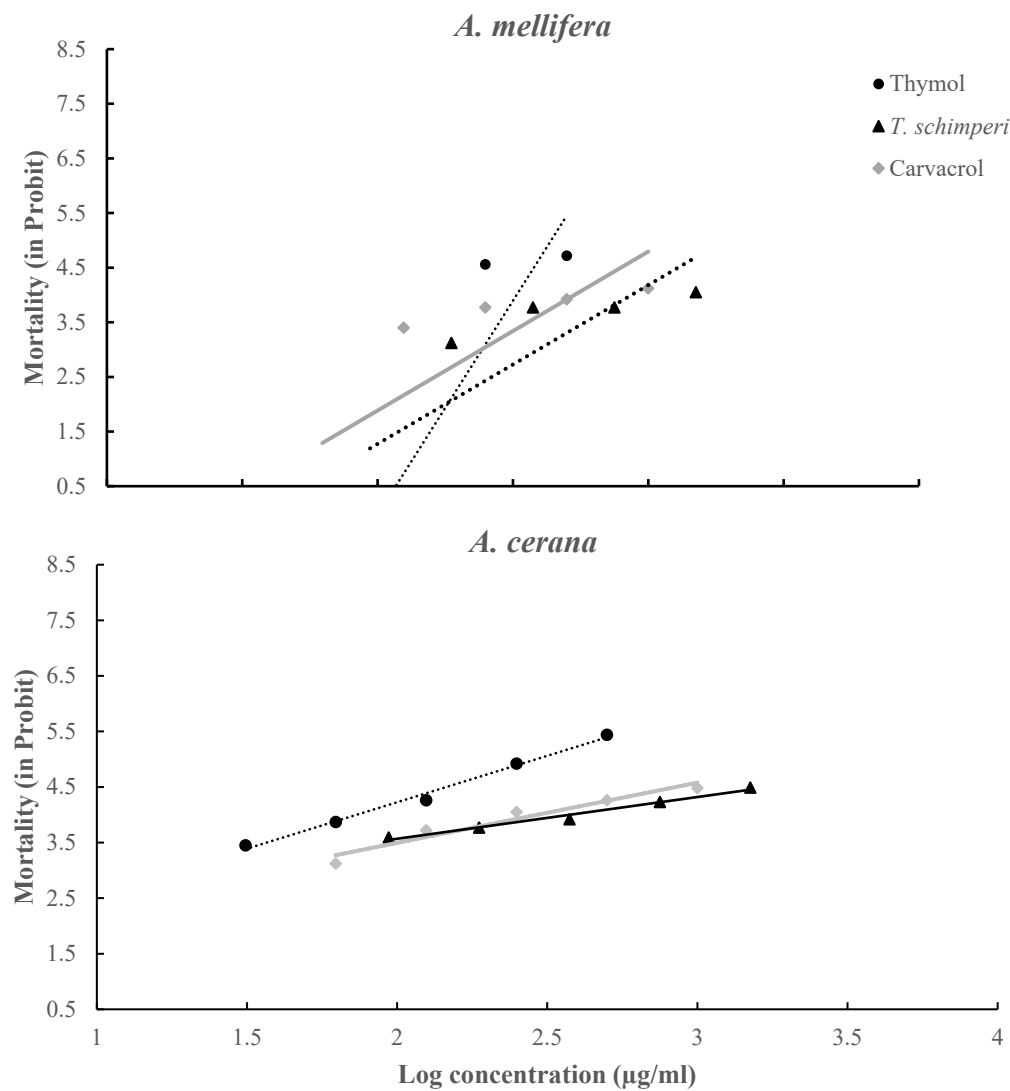 A. mellifera
Mortality (in Probit)
8.5
7.5
6.5
5.5
4.5
3.5
2.5
1.5
0.5
Thymol
T. schimperi
Carvacrol
A. cerana
Mortality (in Probit)
8.5
7.5
6.5
5.5
4.5
3.5
2.5
1.5
0.5
1 1.5 2 2.5 3 3.5 4
Log concentration (µg/ml)